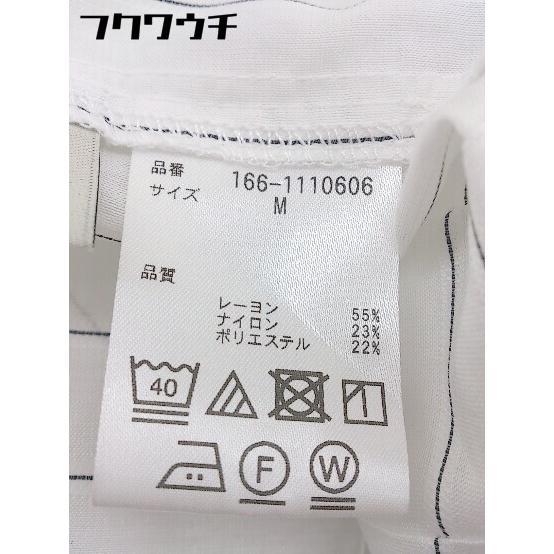 フクワウチ
品番 166-1110606
サイズ M
品質
レーヨン 55%
ナイロン 23%
ポリエステル 22%
40
F W